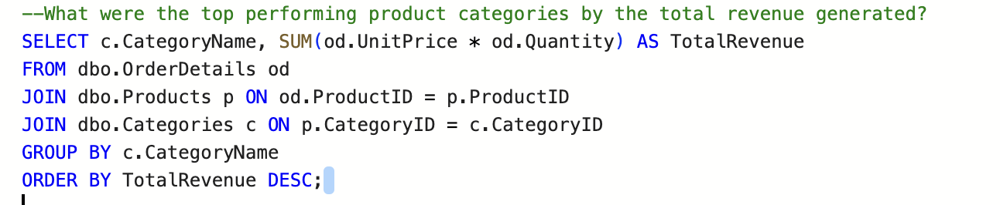 --What were the top performing product categories by the total revenue generated?
SELECT c.CategoryName, SUM(od.UnitPrice * od.Quantity) AS TotalRevenue
FROM dbo.OrderDetails od
JOIN dbo.Products p ON od.ProductID = p.ProductID
JOIN dbo.Categories c ON p.CategoryID = c.CategoryID
GROUP BY c.CategoryName
ORDER BY TotalRevenue DESC;